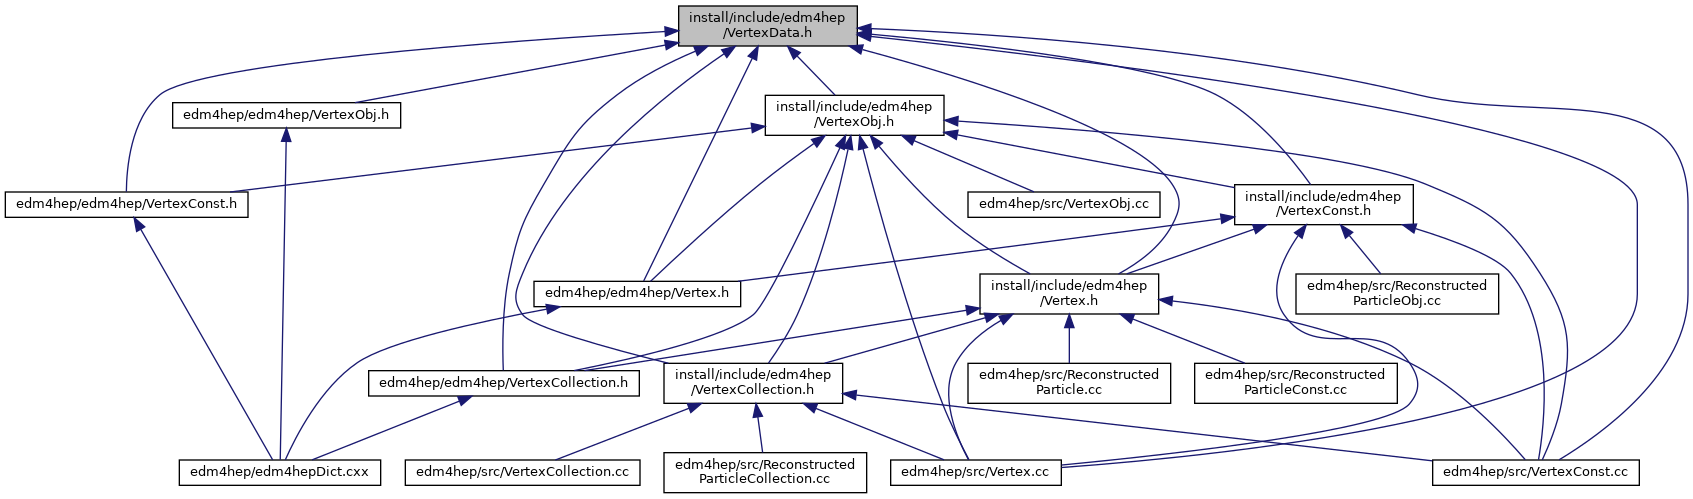 install/include/edm4hep
/VertexData.h
edm4hep/edm4hep/VertexObj.h
install/include/edm4hep
/VertexObj.h
edm4hep/edm4hep/VertexConst.h
edm4hep/src/VertexObj.cc
install/include/edm4hep
/VertexConst.h
edm4hep/edm4hep/Vertex.h
install/include/edm4hep
/Vertex.h
edm4hep/src/Reconstructed
ParticleObj.cc
edm4hep/edm4hep/VertexCollection.h
install/include/edm4hep
/VertexCollection.h
edm4hep/src/Reconstructed
Particle.cc
edm4hep/src/Reconstructed
ParticleConst.cc
edm4hep/edm4hepDict.cxx
edm4hep/src/VertexCollection.cc
edm4hep/src/Reconstructed
ParticleCollection.cc
edm4hep/src/Vertex.cc
edm4hep/src/VertexConst.cc